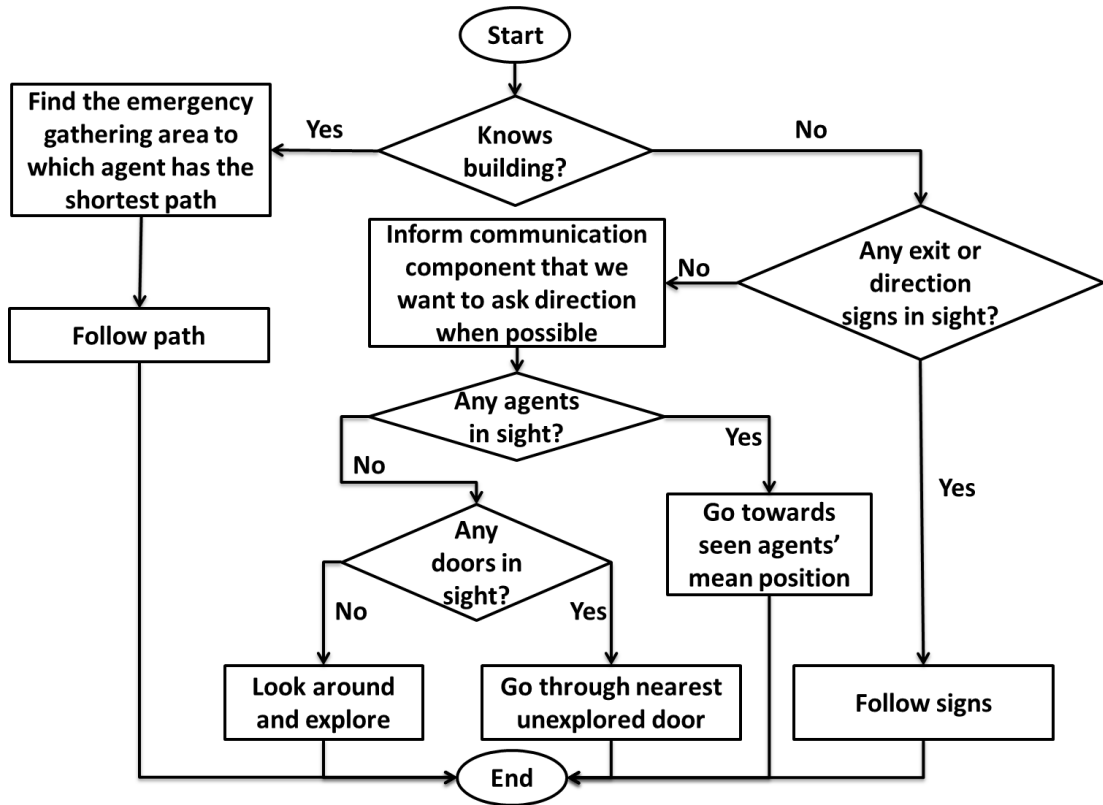 Start
Knows
building?
Yes
No
Find the emergency
gathering area to
which agent has the
shortest path
Follow path
Any exit or
direction
signs in sight?
No
Yes
Inform communication
component that we
want to ask direction
when possible
Any agents
in sight?
Yes
No
Go towards
seen agents’
mean position
Any
doors in
sight?
No
Yes
Look around
and explore
Go through nearest
unexplored door
Follow signs
End